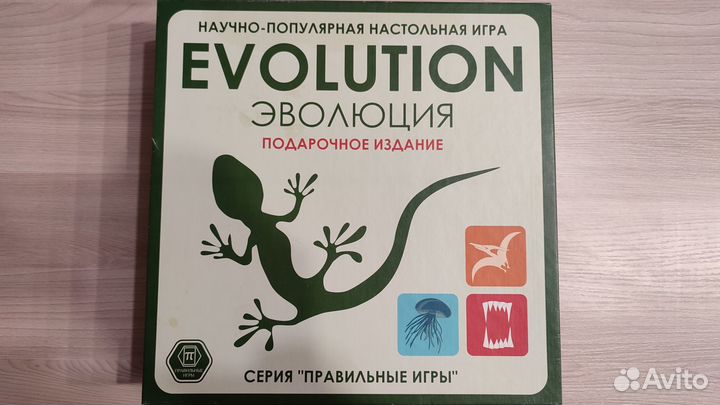 НАУЧНО-ПОПУЛЯРНАЯ НАСТОЛЬНАЯ ИГРА
EVOLUTION
ЭВОЛЮЦИЯ
ПОДАРОЧНОЕ ИЗДАНИЕ
π
ПРАВИЛЬНЫЕ
ИГРЫ
СЕРИЯ "ПРАВИЛЬНЫЕ ИГРЫ"
Avito